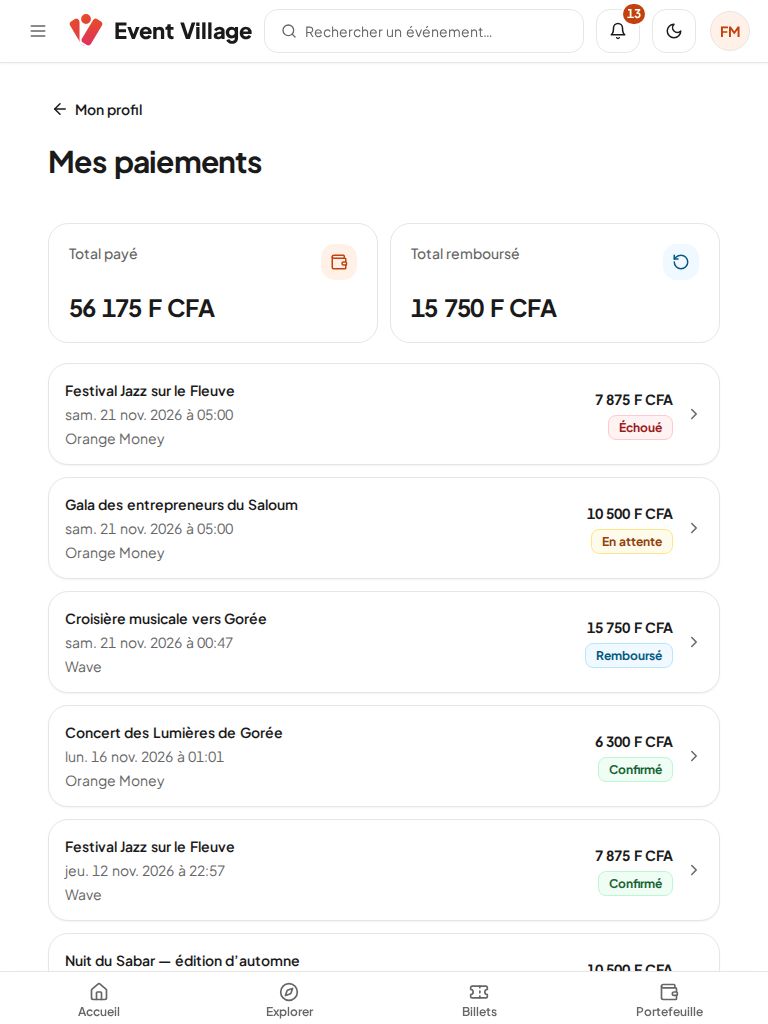 Event Village
Rechercher un événement…
13
FM
Mon profil
Mes paiements
Total payé
56 175 F CFA
Total remboursé
15 750 F CFA
Festival Jazz sur le Fleuve
sam. 21 nov. 2026 à 05:00
Orange Money
7 875 F CFA
Échoué
Gala des entrepreneurs du Saloum
sam. 21 nov. 2026 à 05:00
Orange Money
10 500 F CFA
En attente
Croisière musicale vers Gorée
sam. 21 nov. 2026 à 00:47
Wave
15 750 F CFA
Remboursé
Concert des Lumières de Gorée
lun. 16 nov. 2026 à 01:01
Orange Money
6 300 F CFA
Confirmé
Festival Jazz sur le Fleuve
jeu. 12 nov. 2026 à 22:57
Wave
7 875 F CFA
Confirmé
Nuit du Sabar — édition d’automne
10 500 F CFA
Accueil
Explorer
Billets
Portefeuille